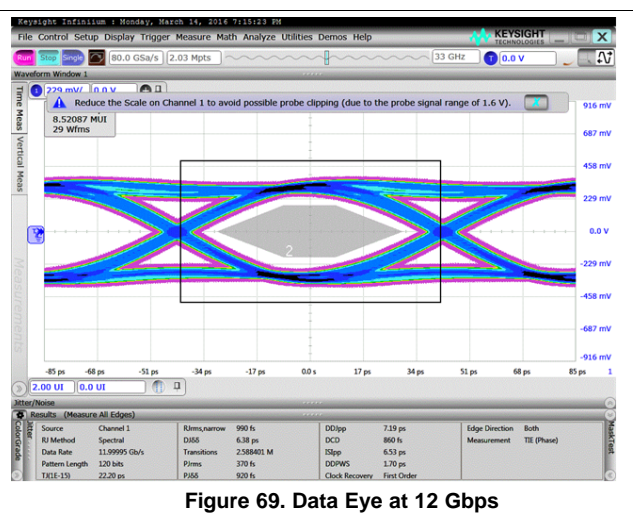 Keysight Infiniium : Monday, March 14, 2016 7:15:23 PM
File Control Setup Display Trigger Measure Math Analyze Utilities Demos Help KEYSIGHT TECHNOLOGIES X
Run Stop Single 80.0 GSa/s 2.03 Mpts 33 GHz T 0.0 V
Waveform Window 1
1 229 mV/ 0.0 V
Reduce the Scale on Channel 1 to avoid possible probe clipping (due to the probe signal range of 1.6 V).
8.52087 MUI
29 Wfms
Time Meas
Vertical Meas
Measurements
916 mV
687 mV
458 mV
229 mV
0.0 V
-229 mV
-458 mV
-687 mV
-916 mV
2
-85 ps -68 ps -51 ps -34 ps -17 ps 0.0 s 17 ps 34 ps 51 ps 68 ps 85 ps 1
2.00 UI 0.0 UI
Jitter/Noise
Results (Measure All Edges)
ColorGrade
Jitter
MaskTest
Source Channel 1 RJrms,narrow 990 fs DDJpp 7.19 ps Edge Direction Both
RJ Method Spectral DJδδ 6.38 ps DCD 860 fs Measurement TIE (Phase)
Data Rate 11.99995 Gb/s Transitions 2.588401 M ISIpp 6.53 ps
Pattern Length 120 bits PJrms 370 fs DDPWS 1.70 ps
TJ(1E-15) 22.20 ps PJδδ 920 fs Clock Recovery First Order
Figure 69. Data Eye at 12 Gbps